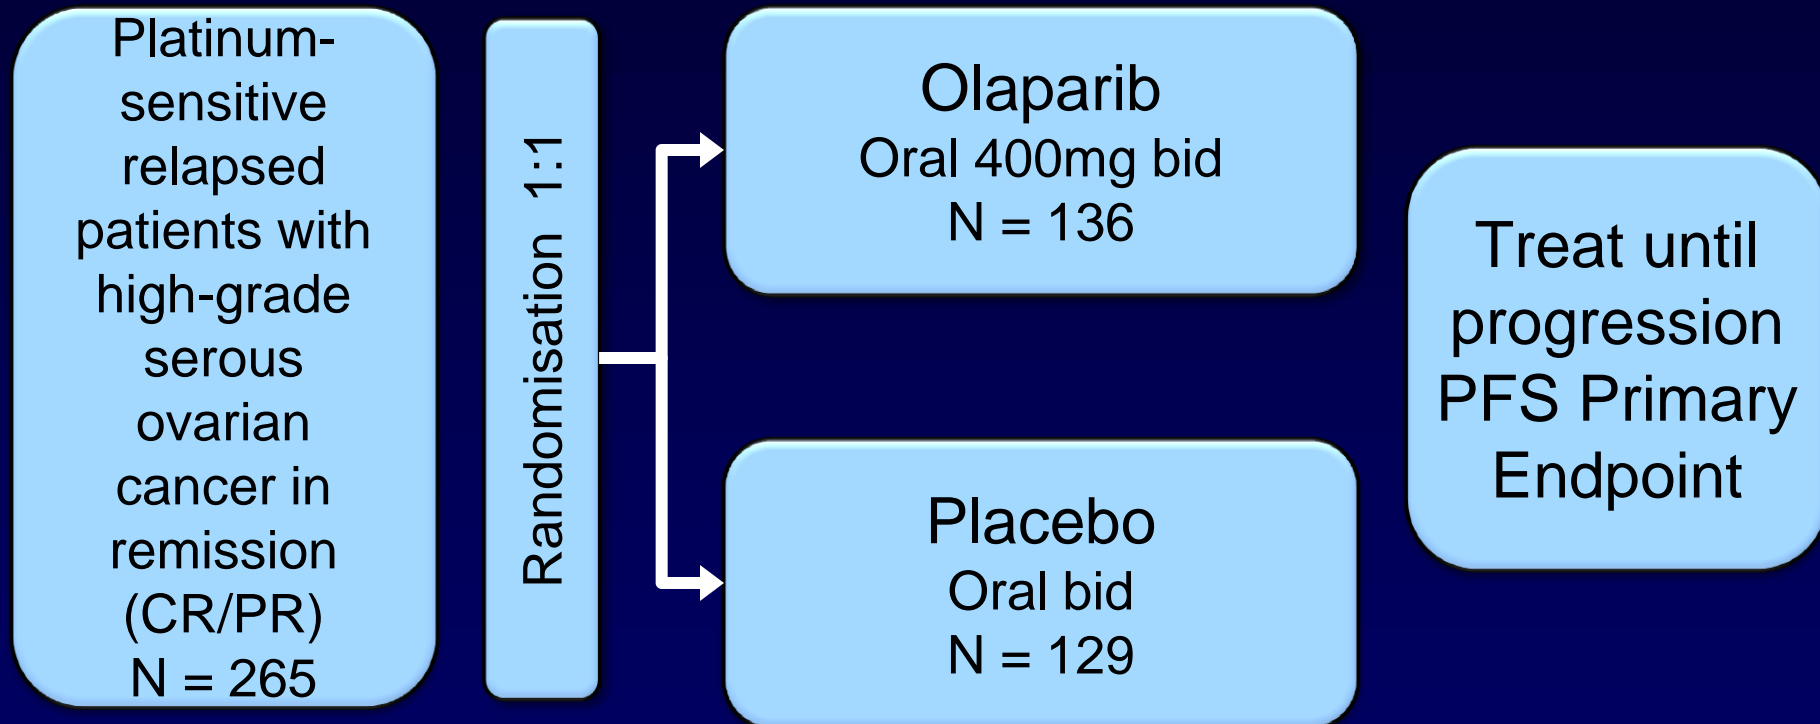 Platinum-
sensitive
relapsed
patients with
high-grade
serous
ovarian
cancer in
remission
(CR/PR)
N = 265
Randomisation 1:1
Olaparib
Oral 400mg bid
N = 136
Placebo
Oral bid
N = 129
Treat until
progression
PFS Primary
Endpoint